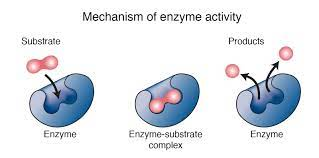 Mechanism of enzyme activity
Substrate
Products
Enzyme
Enzyme-substrate
complex
Enzyme